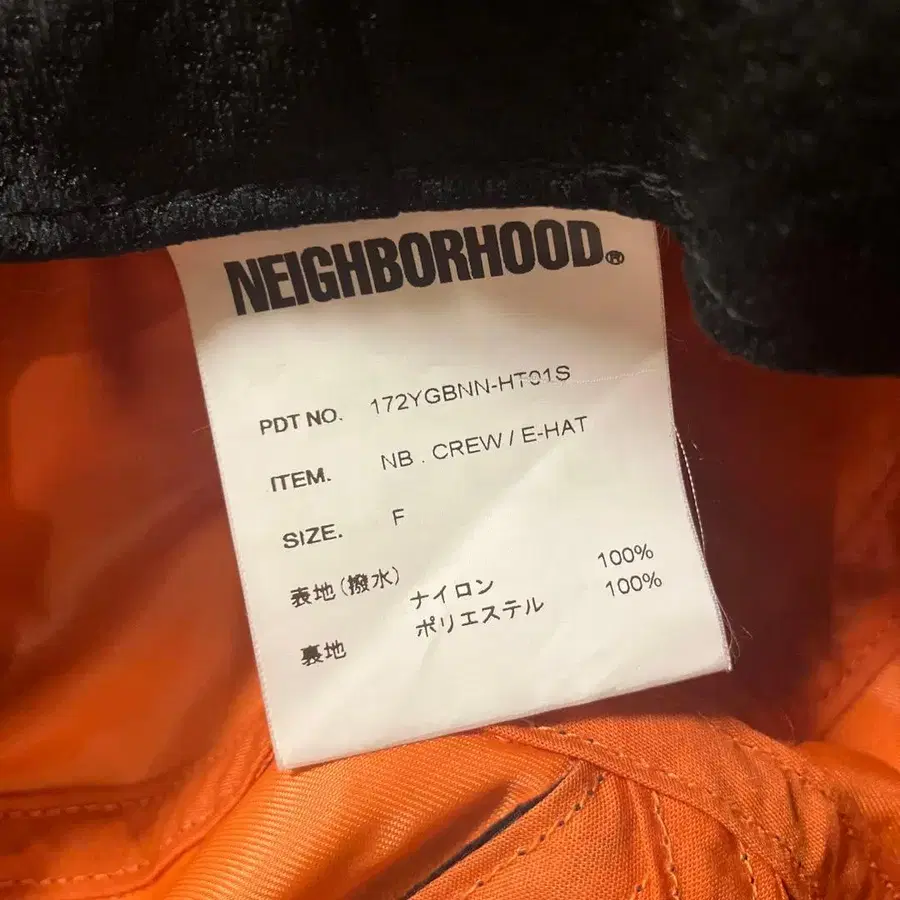 NEIGHBORHOOD®
PDT NO. 172YGBNN-HT01S
ITEM. NB . CREW / E-HAT
SIZE. F
表地(撥水) ナイロン 100%
裏地 ポリエステル 100%